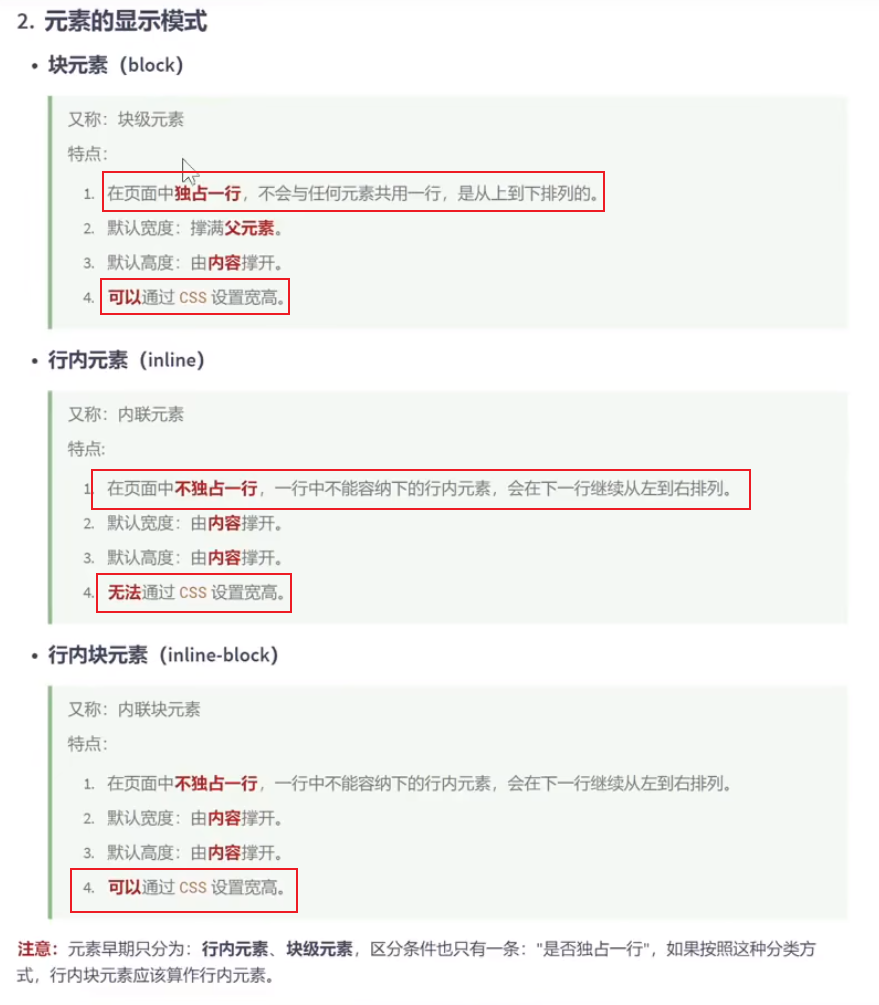 2. 元素的显示模式
• 块元素（block）
又称：块级元素
特点：
1. 在页面中独占一行，不会与任何元素共用一行，是从上到下排列的。
2. 默认宽度：撑满父元素。
3. 默认高度：由内容撑开。
4. 可以通过 CSS 设置宽高。
• 行内元素（inline）
又称：内联元素
特点:
1. 在页面中不独占一行，一行中不能容纳下的行内元素，会在下一行继续从左到右排列。
2. 默认宽度：由内容撑开。
3. 默认高度：由内容撑开。
4. 无法通过 CSS 设置宽高。
• 行内块元素（inline-block）
又称：内联块元素
特点：
1. 在页面中不独占一行，一行中不能容纳下的行内元素，会在下一行继续从左到右排列。
2. 默认宽度：由内容撑开。
3. 默认高度：由内容撑开。
4. 可以通过 CSS 设置宽高。
注意：元素早期只分为：行内元素、块级元素，区分条件也只有一条："是否独占一行"，如果按照这种分类方
式，行内块元素应该算作行内元素。